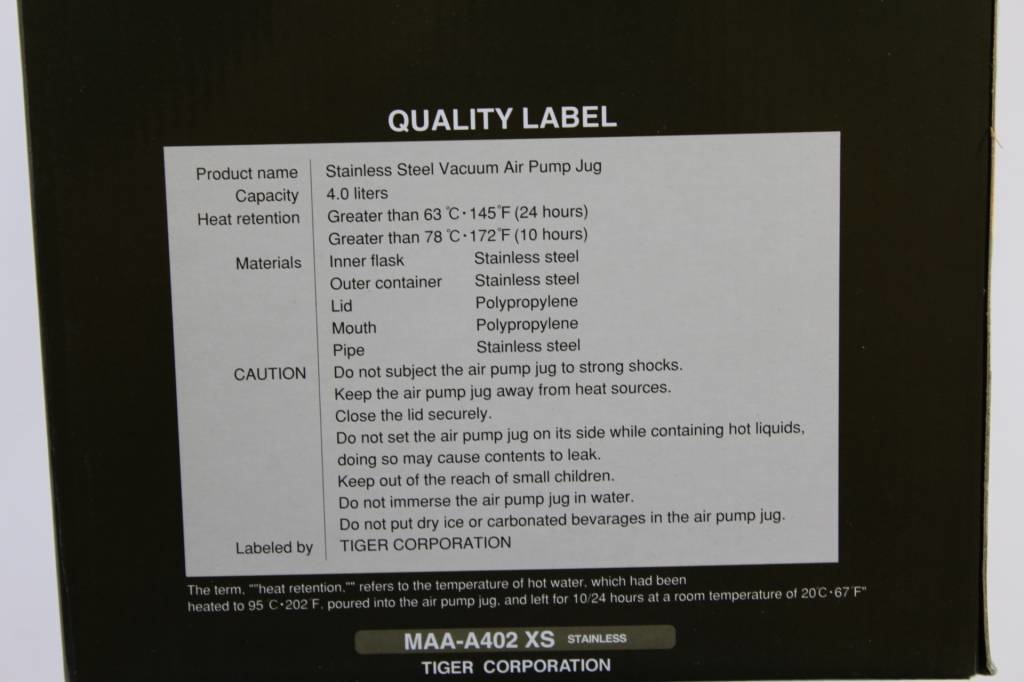 QUALITY LABEL
Product name Stainless Steel Vacuum Air Pump Jug
Capacity 4.0 liters
Heat retention Greater than 63 °C・145°F (24 hours)
Greater than 78 °C・172°F (10 hours)
Materials Inner flask Stainless steel
Outer container Stainless steel
Lid Polypropylene
Mouth Polypropylene
Pipe Stainless steel
CAUTION Do not subject the air pump jug to strong shocks.
Keep the air pump jug away from heat sources.
Close the lid securely.
Do not set the air pump jug on its side while containing hot liquids,
doing so may cause contents to leak.
Keep out of the reach of small children.
Do not immerse the air pump jug in water.
Do not put dry ice or carbonated bevarages in the air pump jug.
Labeled by TIGER CORPORATION
The term, ""heat retention,"" refers to the temperature of hot water, which had been
heated to 95 °C・202°F, poured into the air pump jug, and left for 10/24 hours at a room temperature of 20°C・67°F"
MAA-A402 XS STAINLESS
TIGER CORPORATION